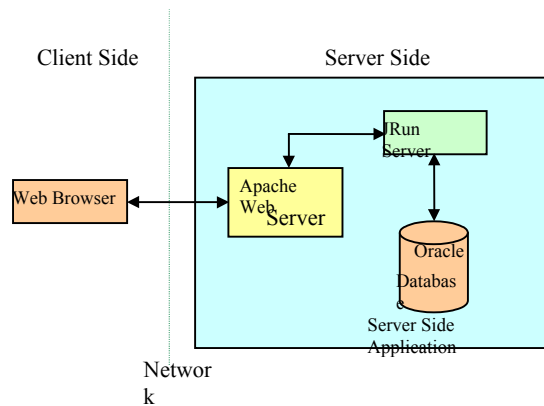 Client Side
Server Side
JRun
Server
Apache
Web
Server
Web Browser
Oracle
Databas
e
Server Side
Application
Networ
k